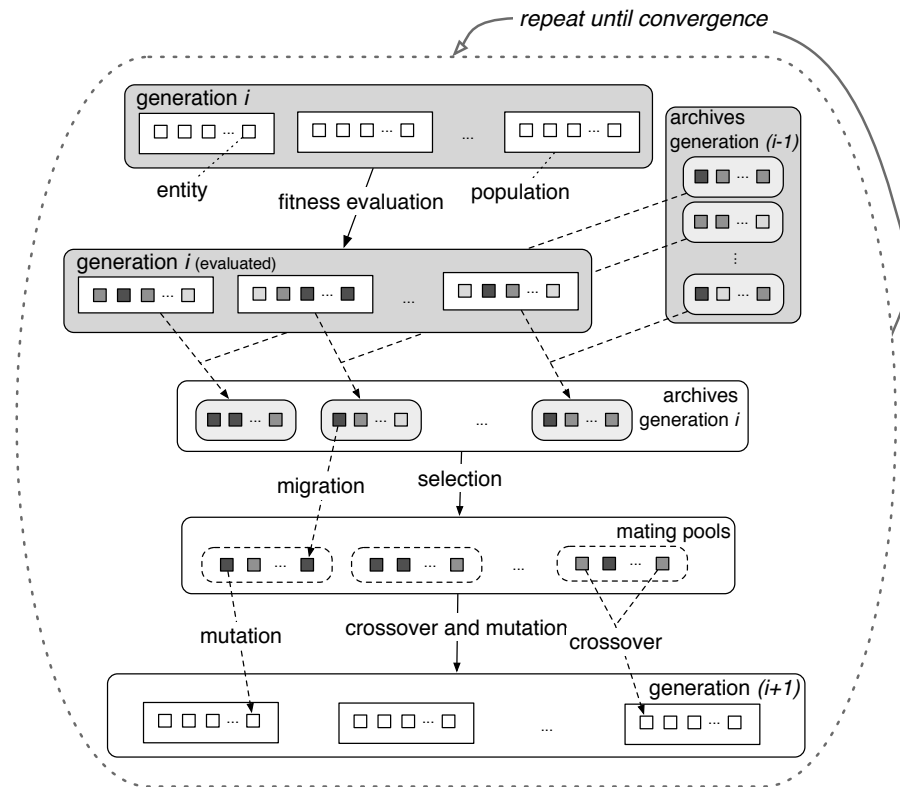 repeat until convergence
generation i
... ... ... ...
entity
population
fitness evaluation
archives
generation (i-1)
...
...
...
...
generation i (evaluated)
... ... ... ...
archives
generation i
... ... ... ...
migration
selection
mating pools
... ... ... ...
mutation
crossover and mutation
crossover
generation (i+1)
... ... ... ...